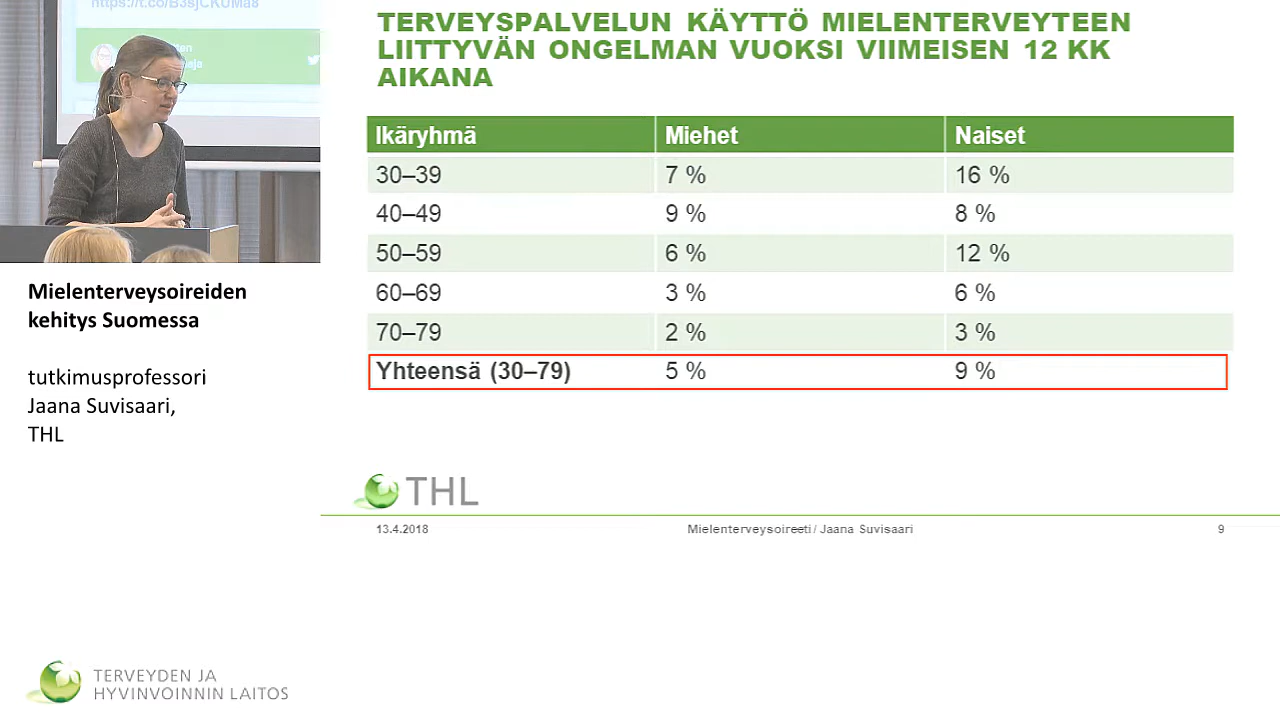 https://t.co/B3sjCKUMa8
TERVEYSPALVELUN KÄYTTÖ MIELENTERVEYTEEN
LIITTYVÄN ONGELMAN VUOKSI VIIMEISEN 12 KK
AIKANA
Ikäryhmä Miehet Naiset
30–39 7 % 16 %
40–49 9 % 8 %
50–59 6 % 12 %
60–69 3 % 6 %
70–79 2 % 3 %
Yhteensä (30–79) 5 % 9 %
Mielenterveysoireiden
kehitys Suomessa
tutkimusprofessori
Jaana Suvisaari,
THL
THL
13.4.2018 Mielenterveysoireeti / Jaana Suvisaari 9
TERVEYDEN JA
HYVINVOINNIN LAITOS